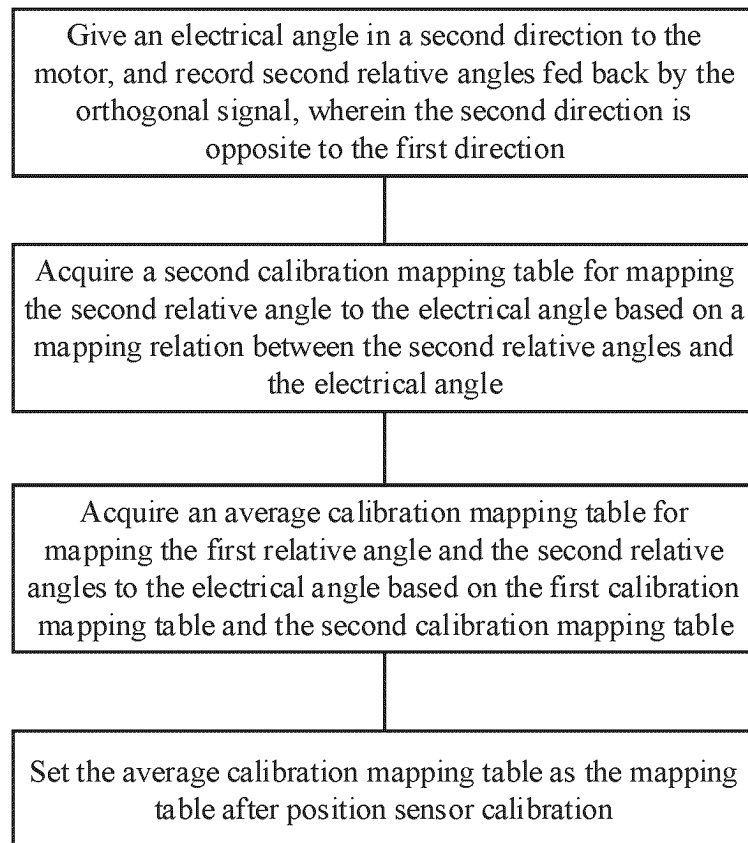 Give an electrical angle in a second direction to the
motor, and record second relative angles fed back by the
orthogonal signal, wherein the second direction is
opposite to the first direction
Acquire a second calibration mapping table for mapping
the second relative angle to the electrical angle based on a
mapping relation between the second relative angles and
the electrical angle
Acquire an average calibration mapping table for
mapping the first relative angle and the second relative
angles to the electrical angle based on the first calibration
mapping table and the second calibration mapping table
Set the average calibration mapping table as the mapping
table after position sensor calibration